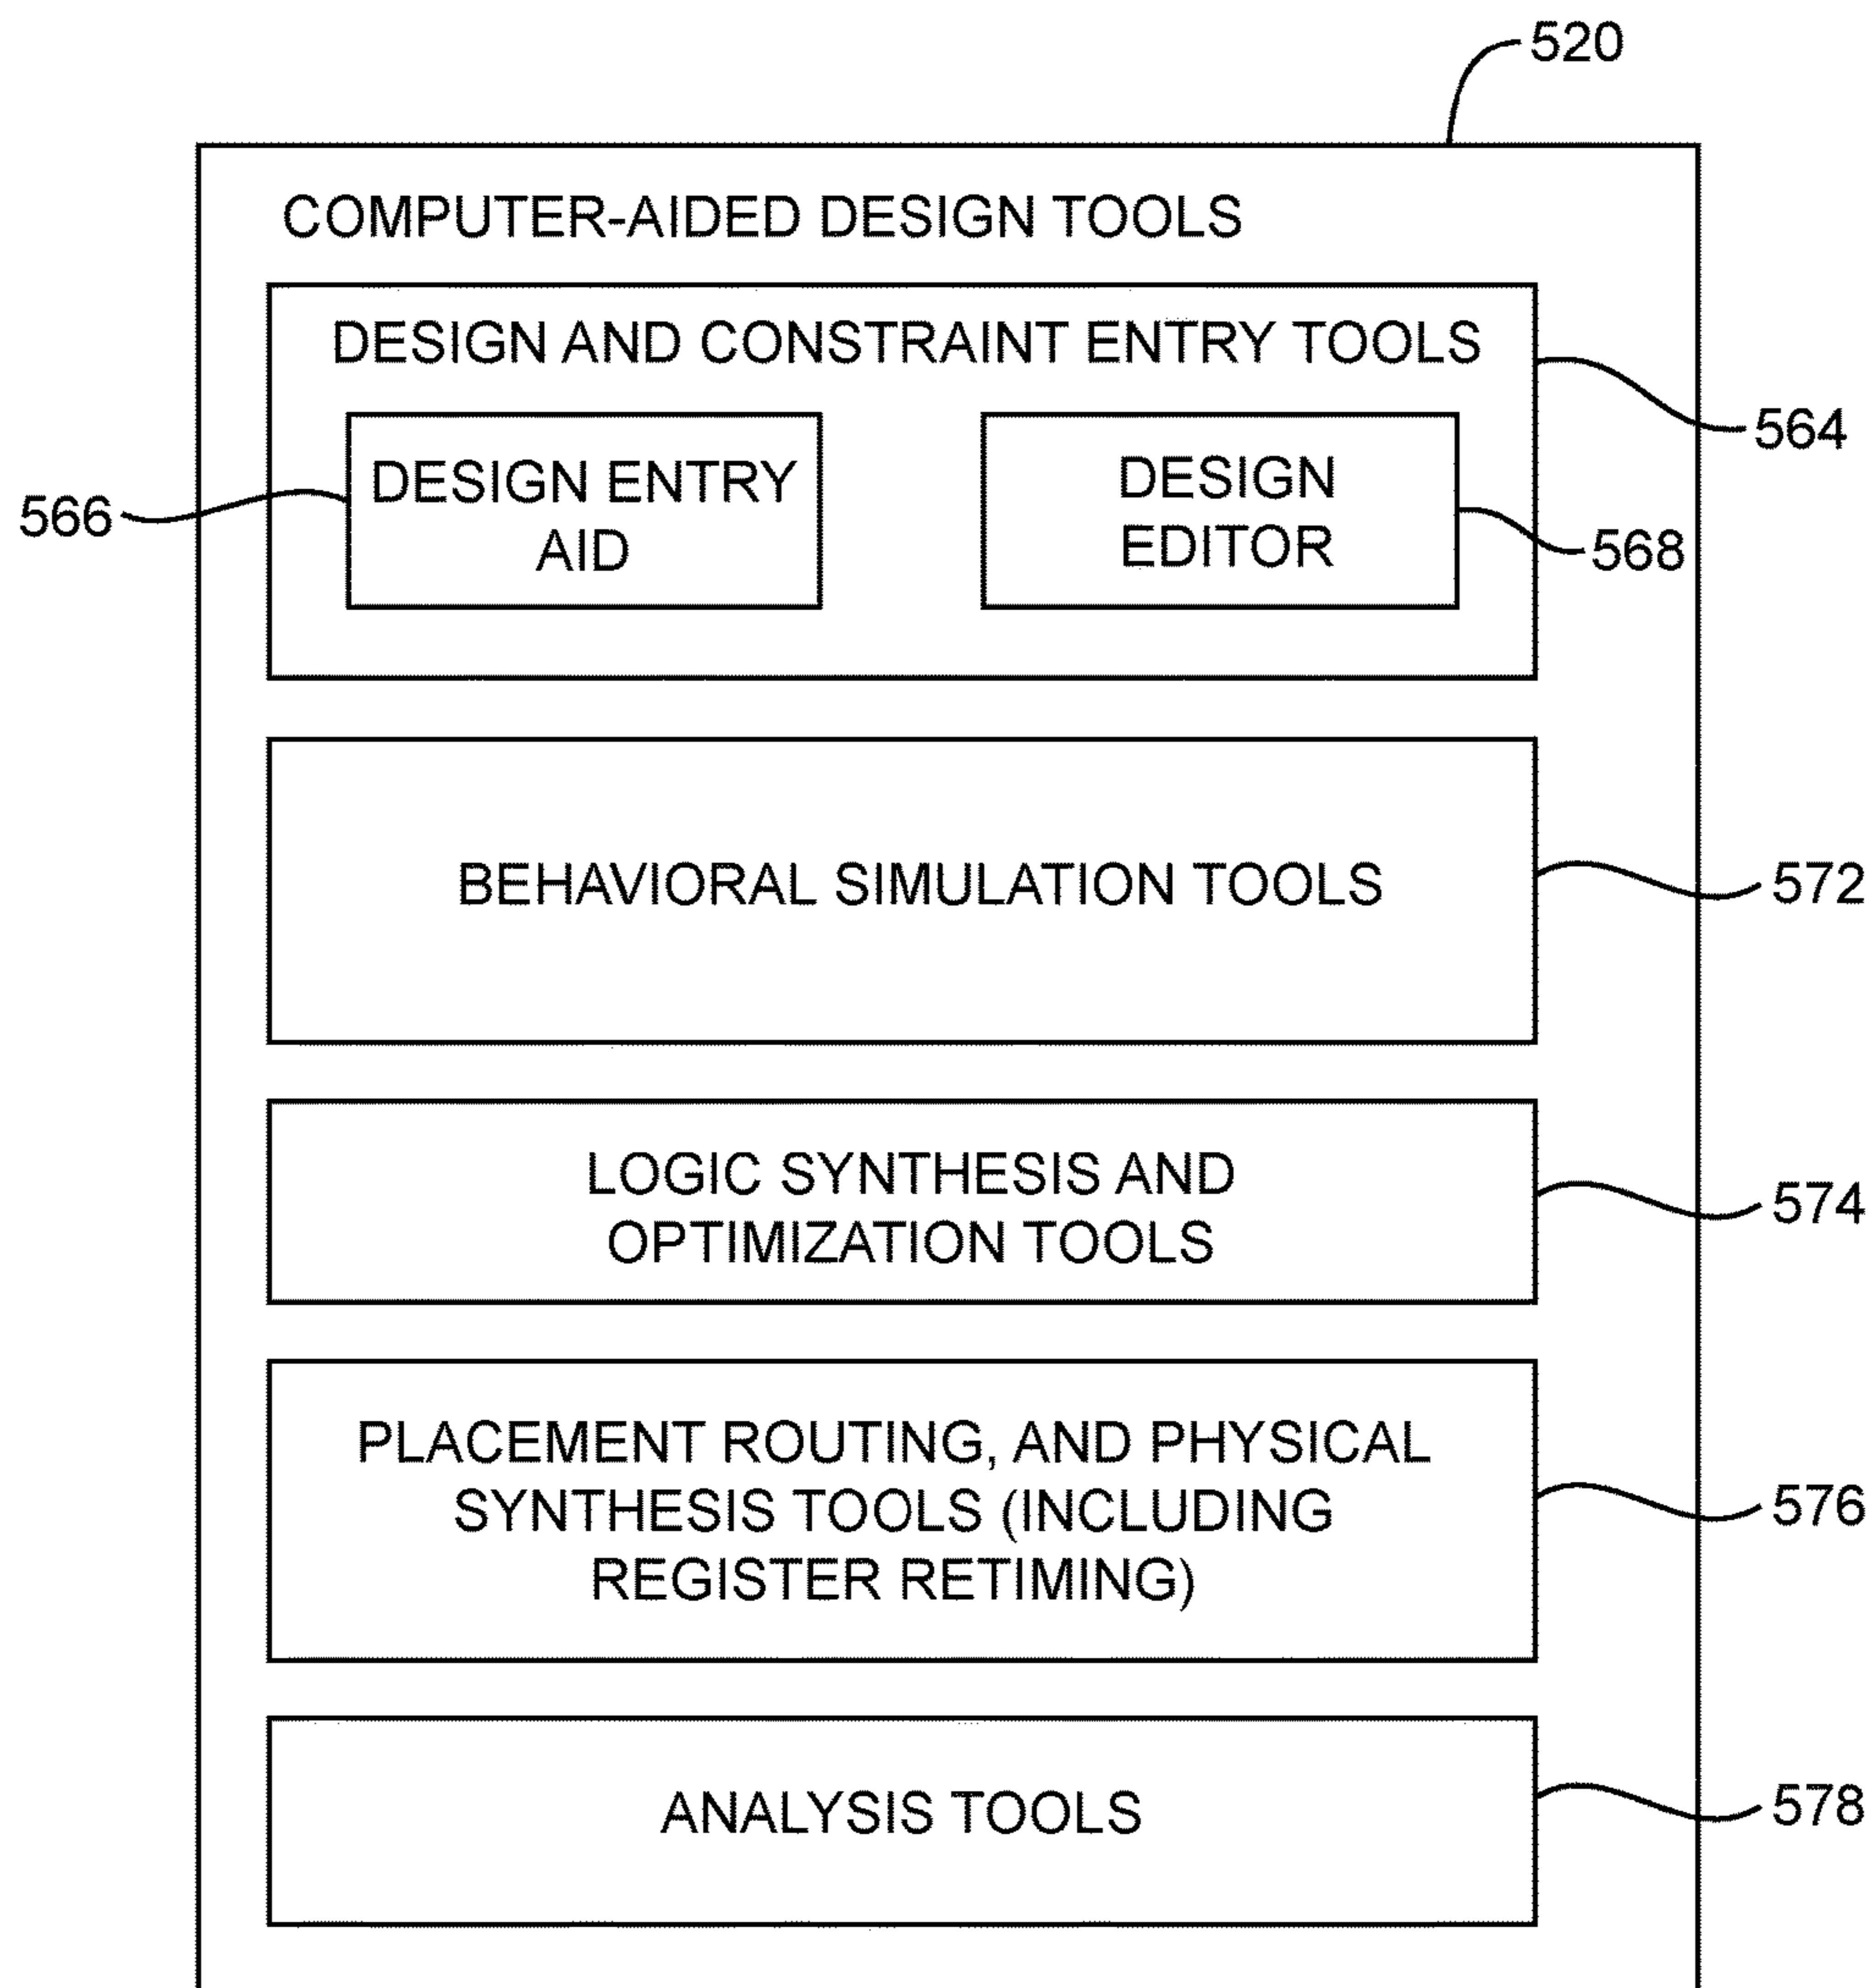 520
COMPUTER-AIDED DESIGN TOOLS
DESIGN AND CONSTRAINT ENTRY TOOLS
564
566
DESIGN ENTRY
AID
DESIGN
EDITOR
568
BEHAVIORAL SIMULATION TOOLS
572
LOGIC SYNTHESIS AND
OPTIMIZATION TOOLS
574
PLACEMENT ROUTING, AND PHYSICAL
SYNTHESIS TOOLS (INCLUDING
REGISTER RETIMING)
576
ANALYSIS TOOLS
578